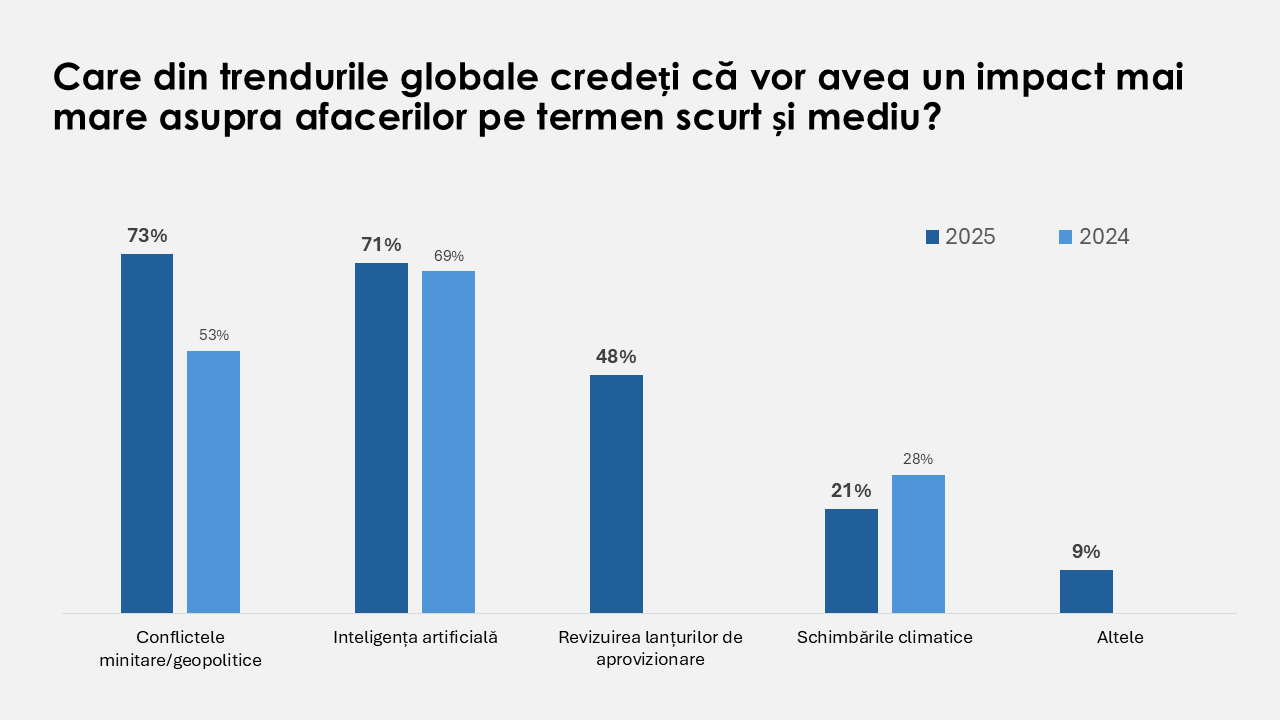 Care din trendurile globale credeți că vor avea un impact mai
mare asupra afacerilor pe termen scurt și mediu?
2025 2024
73%
53%
71%
69%
48%
21%
28%
9%
Conflictele
minitare/geopolitice
Inteligența artificială
Revizuirea lanțurilor de
aprovizionare
Schimbările climatice
Altele